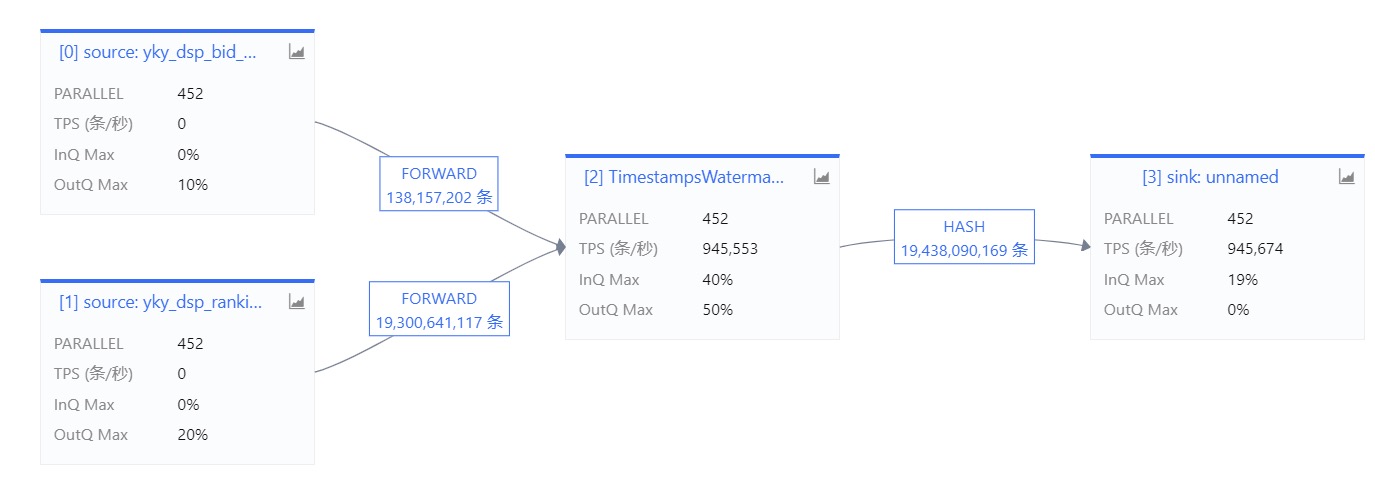 [0] source: yky_dsp_bid_...
PARALLEL 452
TPS (条/秒) 0
InQ Max 0%
OutQ Max 10%
FORWARD
138,157,202 条
[1] source: yky_dsp_ranki...
PARALLEL 452
TPS (条/秒) 0
InQ Max 0%
OutQ Max 20%
FORWARD
19,300,641,117 条
[2] TimestampsWaterma...
PARALLEL 452
TPS (条/秒) 945,553
InQ Max 40%
OutQ Max 50%
HASH
19,438,090,169 条
[3] sink: unnamed
PARALLEL 452
TPS (条/秒) 945,674
InQ Max 19%
OutQ Max 0%